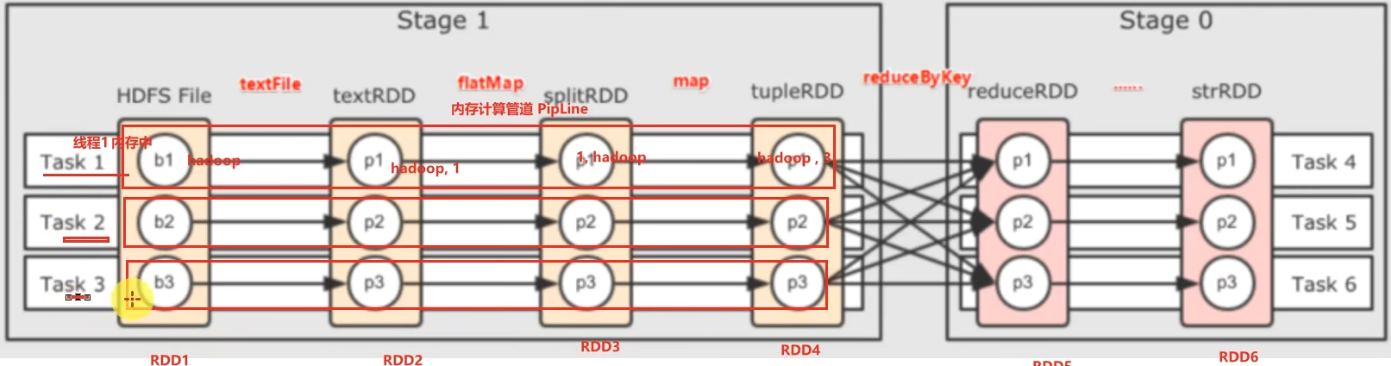 Stage 1
Stage 0
textFile
flatMap
map
reduceByKey
......
HDFS File
textRDD
splitRDD
tupleRDD
reduceRDD
strRDD
内存计算管道 PipLine
线程1 内存中
Task 1
b1
hadoop
p1
hadoop, 1
p1
1, hadoop
p1
hadoop , 3
p1
p1
Task 4
Task 2
b2
p2
p2
p2
p2
p2
Task 5
Task 3
b3
p3
p3
p3
p3
p3
Task 6
RDD1
RDD2
RDD3
RDD4
RDD5
RDD6